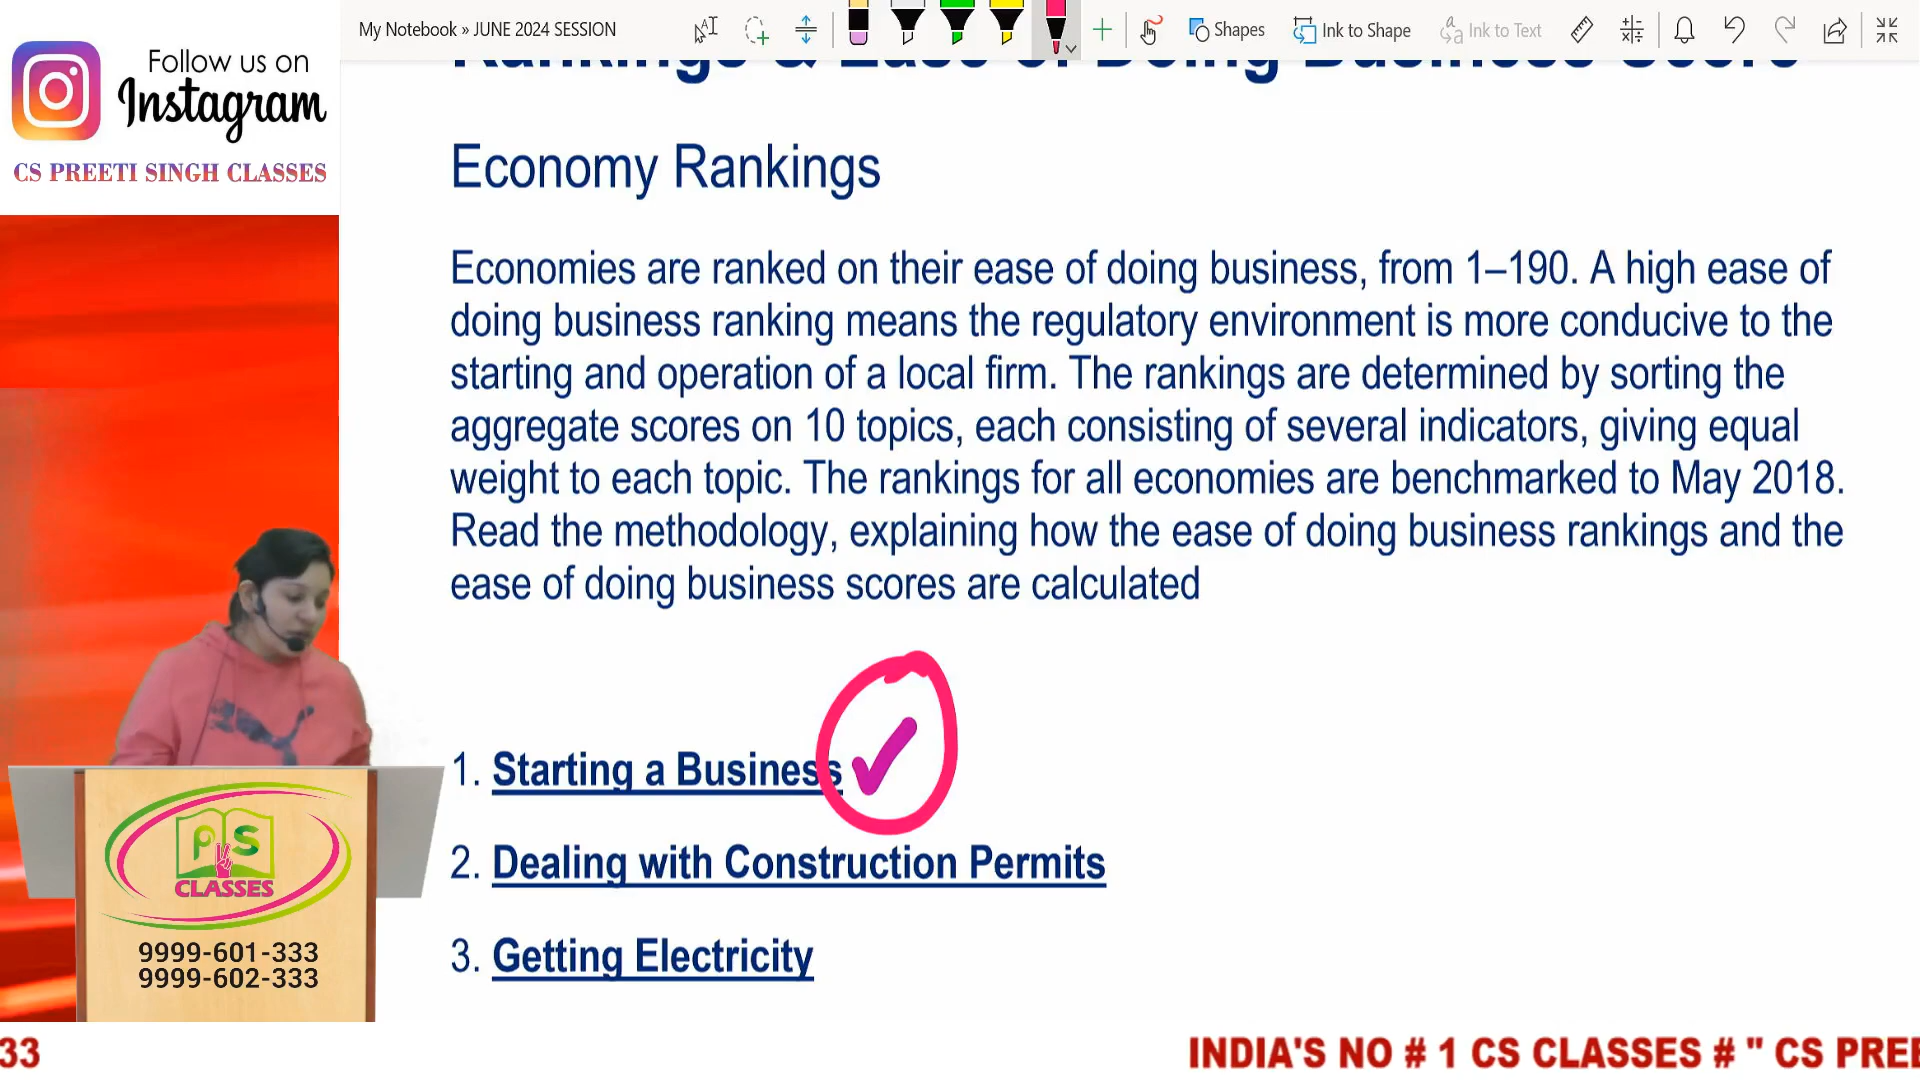 My Notebook » JUNE 2024 SESSION
Shapes
Ink to Shape
Ink to Text
Follow us on
Instagram
CS PREETI SINGH CLASSES
Rankings & Ease of Doing Business Score
Economy Rankings
Economies are ranked on their ease of doing business, from 1–190. A high ease of
doing business ranking means the regulatory environment is more conducive to the
starting and operation of a local firm. The rankings are determined by sorting the
aggregate scores on 10 topics, each consisting of several indicators, giving equal
weight to each topic. The rankings for all economies are benchmarked to May 2018.
Read the methodology, explaining how the ease of doing business rankings and the
ease of doing business scores are calculated
1. Starting a Business
2. Dealing with Construction Permits
3. Getting Electricity
PS
CLASSES
9999-601-333
9999-602-333
33
INDIA'S NO # 1 CS CLASSES # " CS PREE